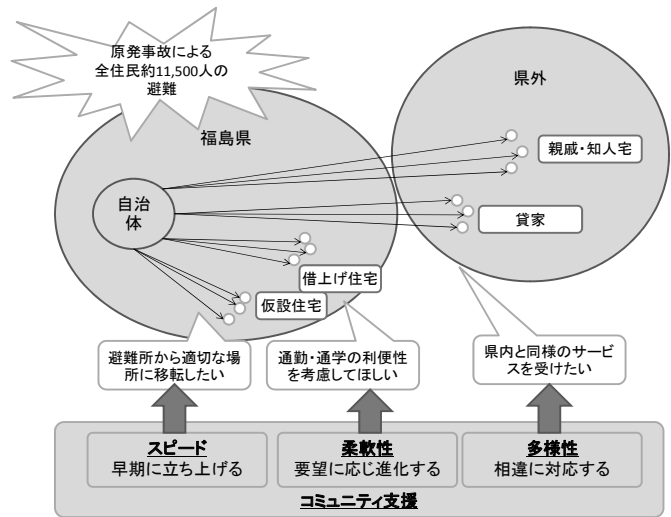 原発事故による
全住民約11,500人の
避難
福島県
県外
自治
体
親戚・知人宅
貸家
借上げ住宅
仮設住宅
避難所から適切な場
所に移転したい
通勤・通学の利便性
を考慮してほしい
県内と同様のサービ
スを受けたい
スピード
早期に立ち上げる
柔軟性
要望に応じ進化する
多様性
相違に対応する
コミュニティ支援